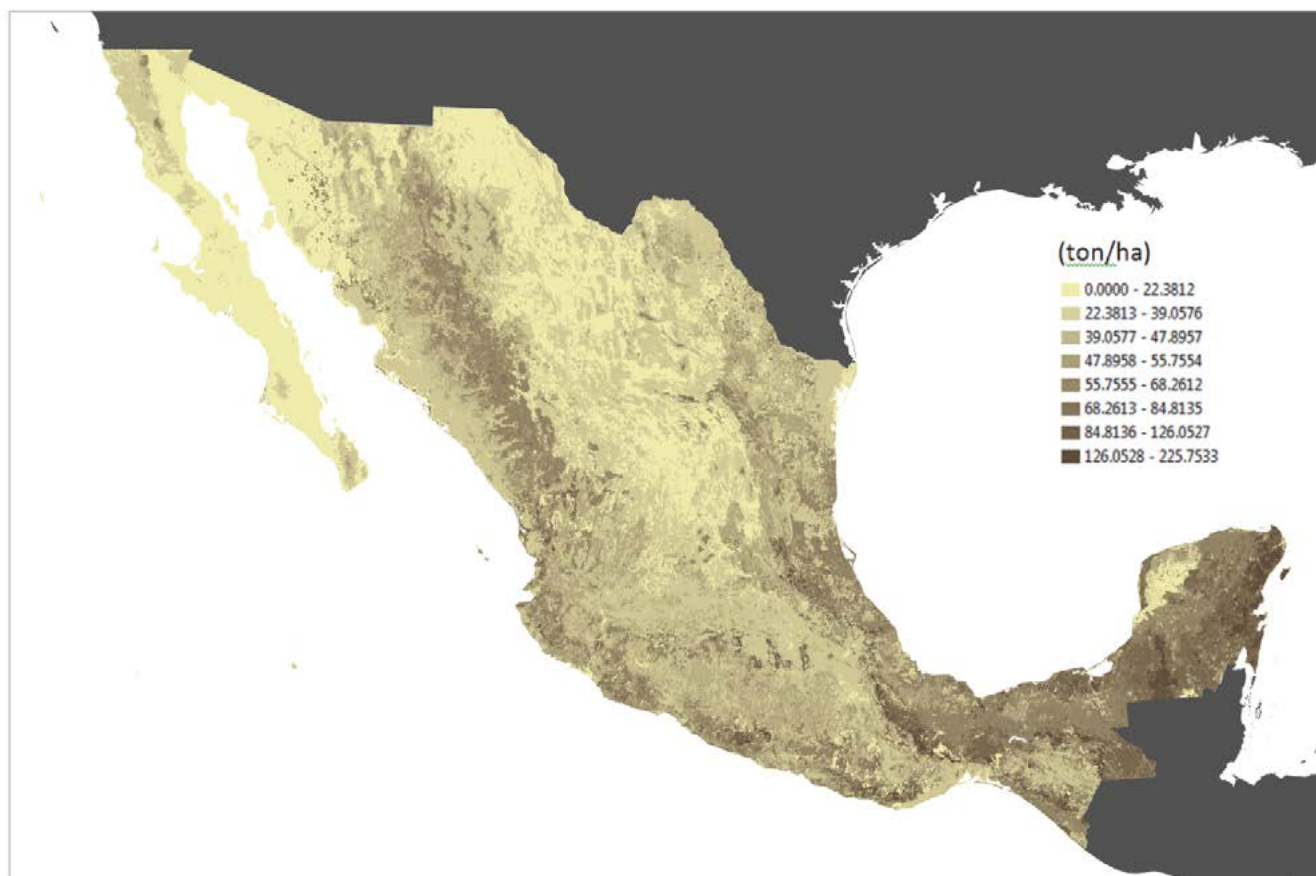 (ton/ha)
0.0000 - 22.3812
22.3813 - 39.0576
39.0577 - 47.8957
47.8958 - 55.7554
55.7555 - 68.2612
68.2613 - 84.8135
84.8136 - 126.0527
126.0528 - 225.7533